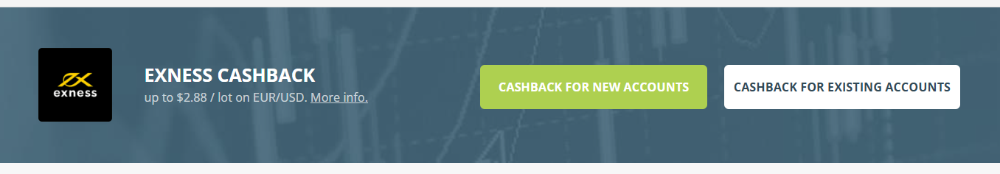 exness
EXNESS CASHBACK
up to $2.88 / lot on EUR/USD. More info.
CASHBACK FOR NEW ACCOUNTS
CASHBACK FOR EXISTING ACCOUNTS